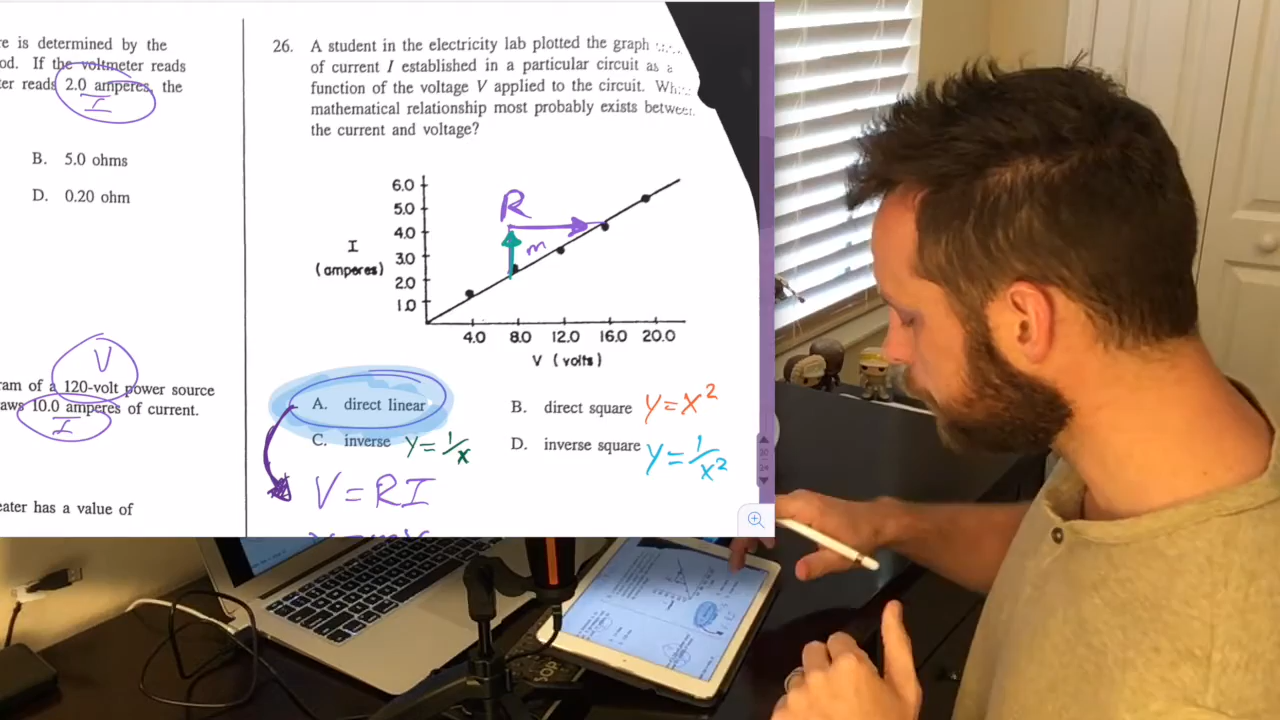 re is determined by the
od. If the voltmeter reads
ter reads 2.0 amperes, the
I
B. 5.0 ohms
D. 0.20 ohm
V
ram of a 120-volt power source
aws 10.0 amperes of current.
I
eater has a value of
26. A student in the electricity lab plotted the graph
of current I established in a particular circuit as a
function of the voltage V applied to the circuit.
mathematical relationship most probably exists between
the current and voltage?
6.0
5.0
4.0
3.0
2.0
1.0
I
(amperes)
R
m
4.0 8.0 12.0 16.0 20.0
V (volts)
A. direct linear
B. direct square y=x²
C. inverse y=1/x
D. inverse square y=1/x²
V=RI